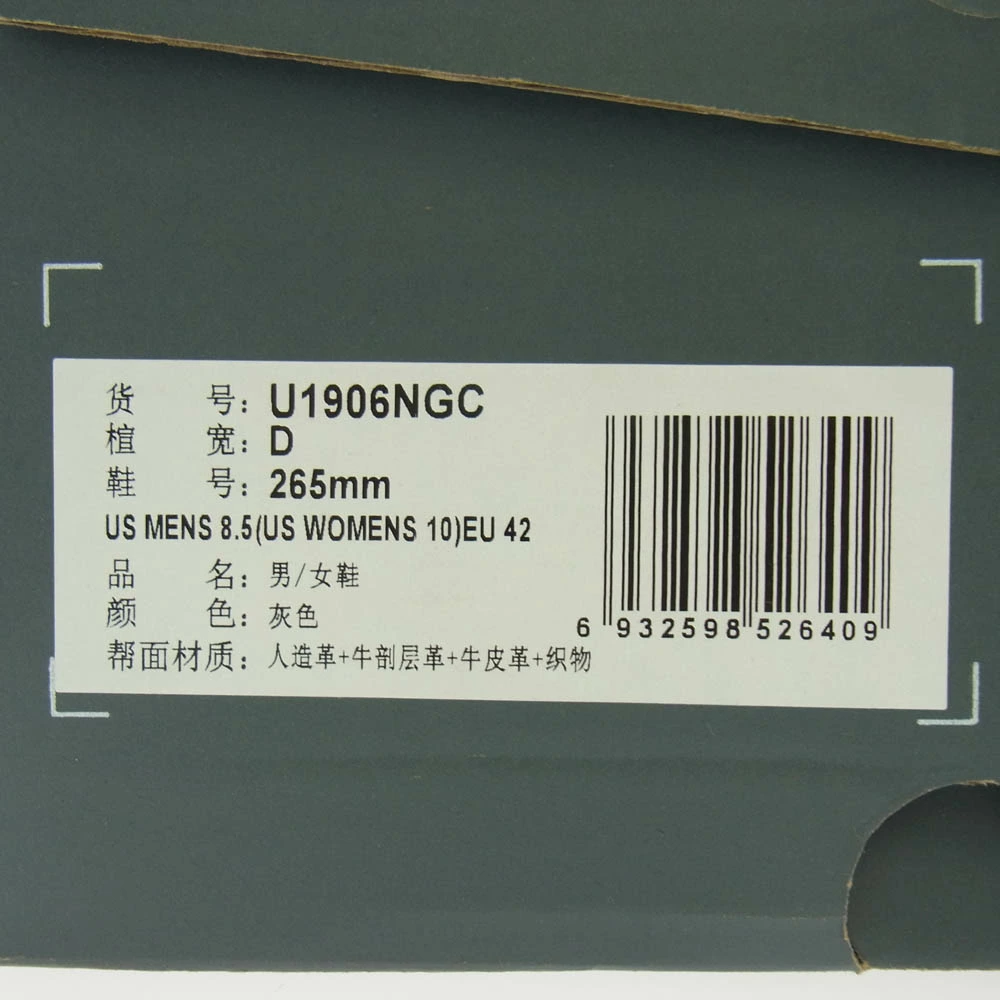 货 号: U1906NGC
楦 宽: D
鞋 号: 265mm
US MENS 8.5(US WOMENS 10)EU 42
品 名: 男/女鞋
颜 色: 灰色
帮面材质: 人造革+牛剖层革+牛皮革+织物
6 932598 526409